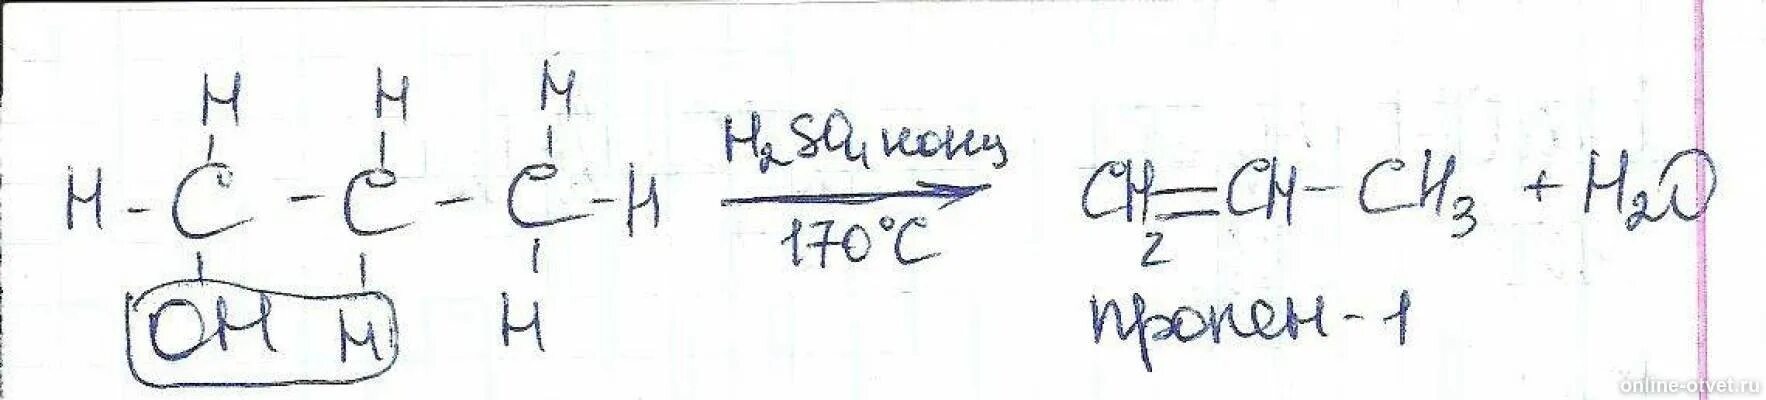 H H H
H - C - C - C - H H₂SO₄ конц 170°C CH₂=CH-CH₃ + H₂O
OH H H
пропен-1
online-otvet.ru